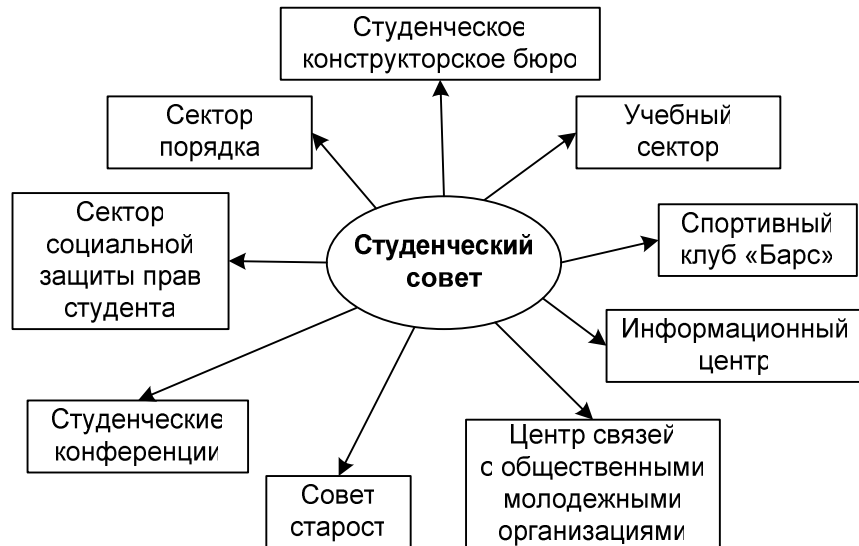 Студенческое
конструкторское бюро
Сектор
порядка
Учебный
сектор
Сектор
социальной
защиты прав
студента
Студенческий
совет
Спортивный
клуб «Барс»
Информационный
центр
Студенческие
конференции
Совет
старост
Центр связей
с общественными
молодежными
организациями